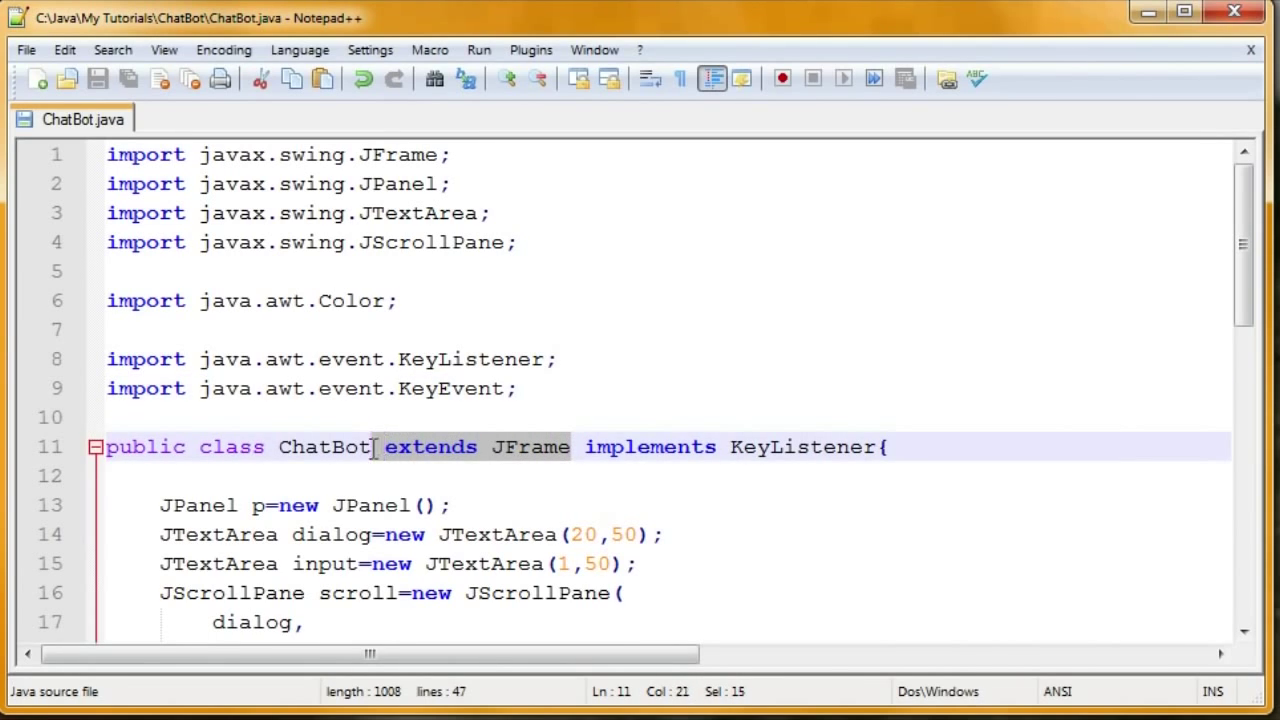 C:\Java\My Tutorials\ChatBot\ChatBot.java - Notepad++
File Edit Search View Encoding Language Settings Macro Run Plugins Window ? X
ABC
ChatBot.java
1 import javax.swing.JFrame;
2 import javax.swing.JPanel;
3 import javax.swing.JTextArea;
4 import javax.swing.JScrollPane;
5
6 import java.awt.Color;
7
8 import java.awt.event.KeyListener;
9 import java.awt.event.KeyEvent;
10
11 public class ChatBot extends JFrame implements KeyListener{
12
13 JPanel p=new JPanel();
14 JTextArea dialog=new JTextArea(20,50);
15 JTextArea input=new JTextArea(1,50);
16 JScrollPane scroll=new JScrollPane(
17 dialog,
Java source file length : 1008 lines : 47 Ln : 11 Col : 21 Sel : 15 Dos\Windows ANSI INS